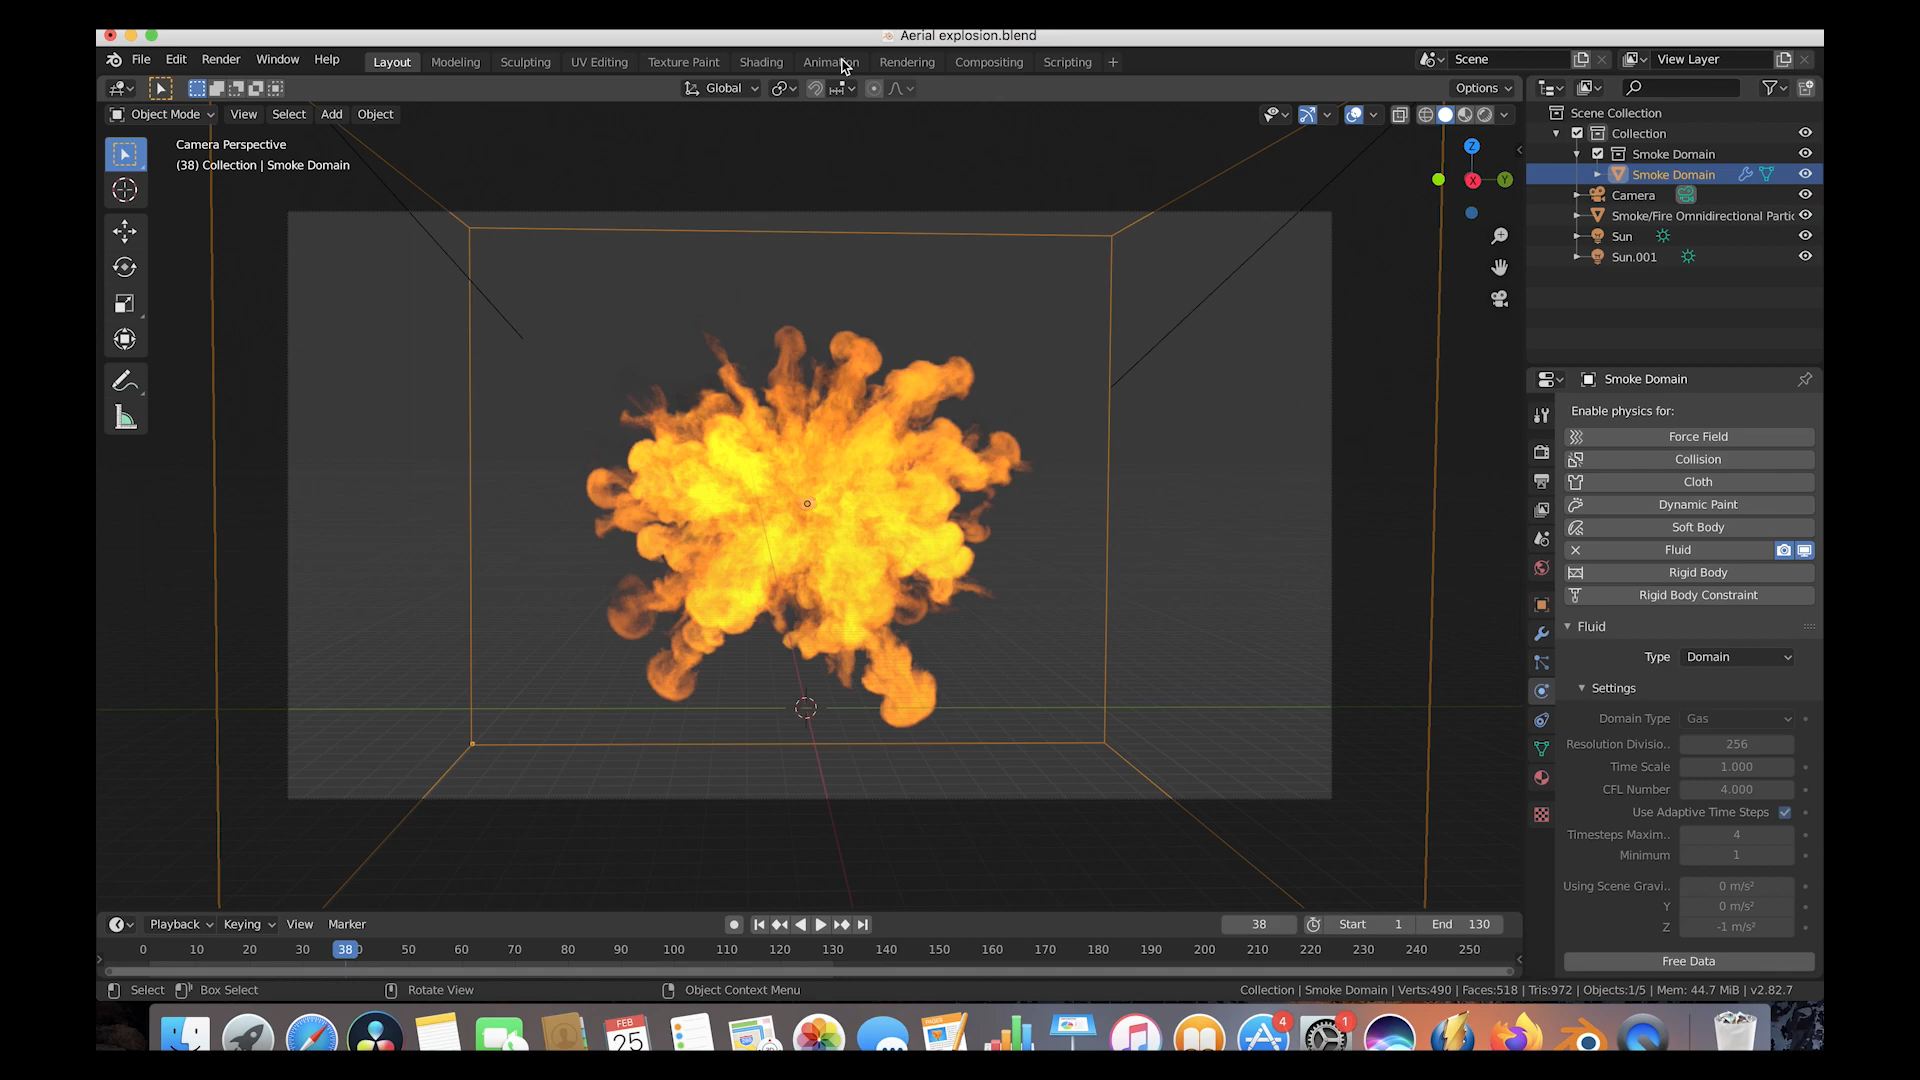 Aerial explosion.blend
File Edit Render Window Help Layout Modeling Sculpting UV Editing Texture Paint Shading Animation Rendering Compositing Scripting + Scene View Layer
Global Options
Object Mode View Select Add Object
Camera Perspective
(38) Collection | Smoke Domain
Z
X
Y
Scene Collection
Collection
Smoke Domain
Smoke Domain
Camera
Smoke/Fire Omnidirectional Partic
Sun
Sun.001
Smoke Domain
Enable physics for:
Force Field
Collision
Cloth
Dynamic Paint
Soft Body
Fluid
Rigid Body
Rigid Body Constraint
Fluid
Type Domain
Settings
Domain Type Gas
Resolution Divisio.. 256
Time Scale 1.000
CFL Number 4.000
Use Adaptive Time Steps
Timesteps Maxim.. 4
Minimum 1
Using Scene Gravi.. 0 m/s²
Y 0 m/s²
Z -1 m/s²
Free Data
Playback Keying View Marker 38 Start 1 End 130
0 10 20 30 38 50 60 70 80 90 100 110 120 130 140 150 160 170 180 190 200 210 220 230 240 250
Select Box Select Rotate View Object Context Menu Collection | Smoke Domain | Verts:490 | Faces:518 | Tris:972 | Objects:1/5 | Mem: 44.7 MiB | v2.82.7
FEB
25
4
1